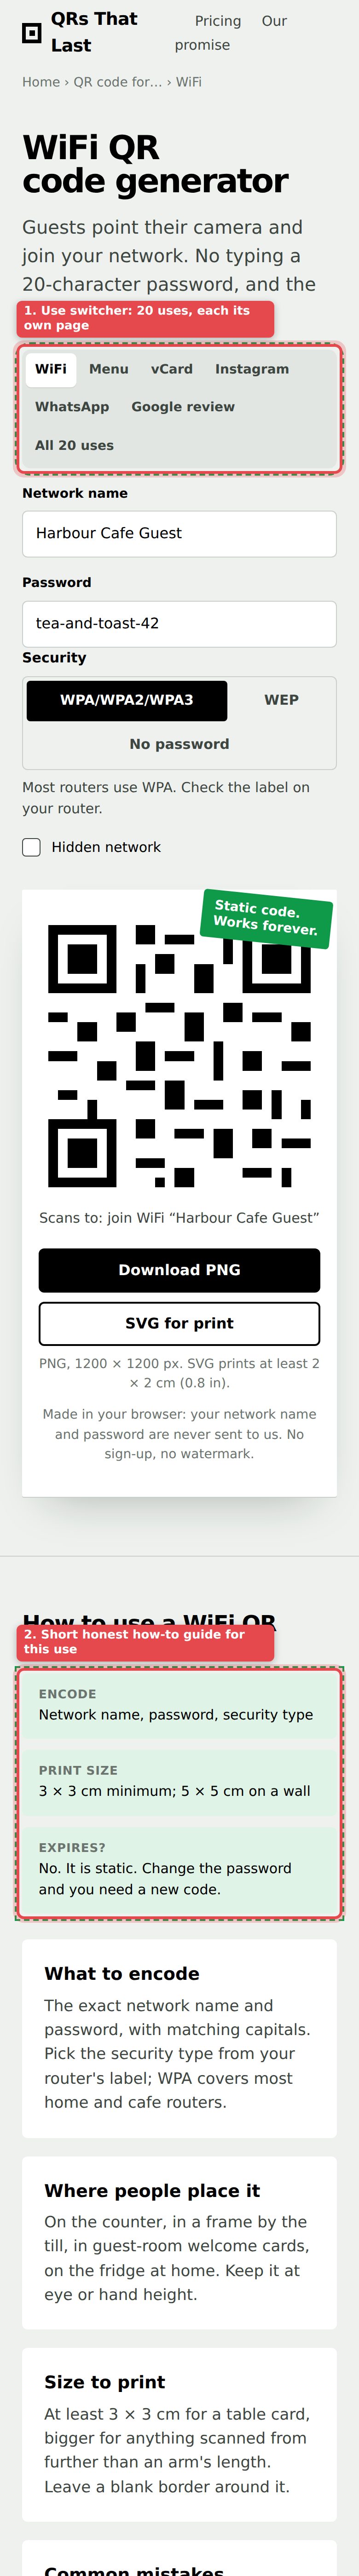 QRs That Last
Pricing Our promise
Home › QR code for… › WiFi
WiFi QR
code generator
Guests point their camera and
join your network. No typing a
20-character password, and the
1. Use switcher: 20 uses, each its
own page
WiFi Menu vCard Instagram
WhatsApp Google review
All 20 uses
Network name
Harbour Cafe Guest
Password
tea-and-toast-42
Security
WPA/WPA2/WPA3 WEP
No password
Most routers use WPA. Check the label on
your router.
Hidden network
Static code.
Works forever.
Scans to: join WiFi “Harbour Cafe Guest”
Download PNG
SVG for print
PNG, 1200 × 1200 px. SVG prints at least 2
× 2 cm (0.8 in).
Made in your browser: your network name
and password are never sent to us. No
sign-up, no watermark.
How to use a WiFi QR
2. Short honest how-to guide for
this use
ENCODE
Network name, password, security type
PRINT SIZE
3 × 3 cm minimum; 5 × 5 cm on a wall
EXPIRES?
No. It is static. Change the password
and you need a new code.
What to encode
The exact network name and
password, with matching capitals.
Pick the security type from your
router's label; WPA covers most
home and cafe routers.
Where people place it
On the counter, in a frame by the
till, in guest-room welcome cards,
on the fridge at home. Keep it at
eye or hand height.
Size to print
At least 3 × 3 cm for a table card,
bigger for anything scanned from
further than an arm's length.
Leave a blank border around it.
Common mistakes